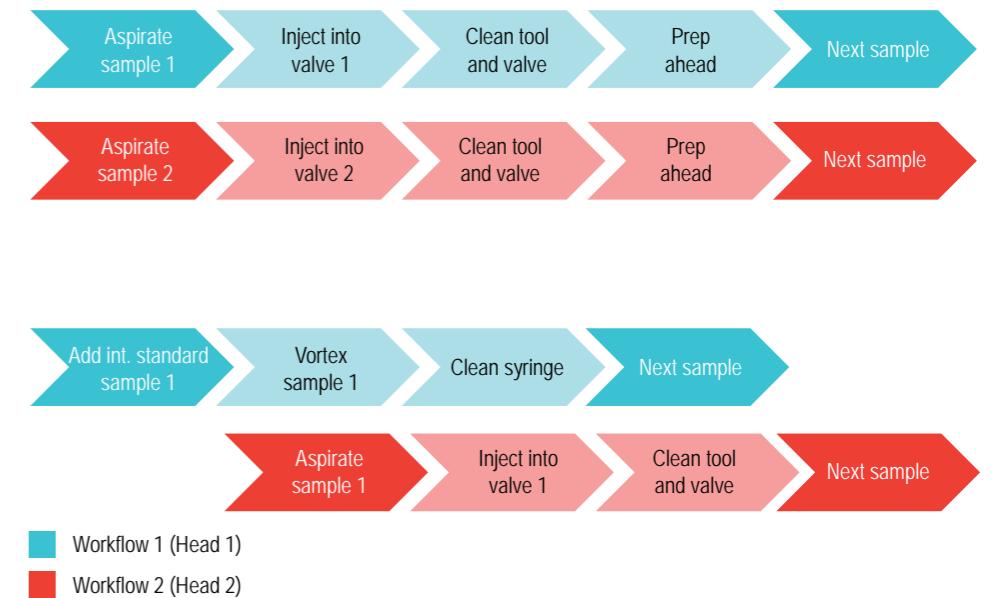 Aspirate
sample 1
Inject into
valve 1
Clean tool
and valve
Prep
ahead
Next sample
Aspirate
sample 2
Inject into
valve 2
Clean tool
and valve
Prep
ahead
Next sample
Add int. standard
sample 1
Vortex
sample 1
Clean syringe
Next sample
Aspirate
sample 1
Inject into
valve 1
Clean tool
and valve
Next sample
Workflow 1 (Head 1)
Workflow 2 (Head 2)